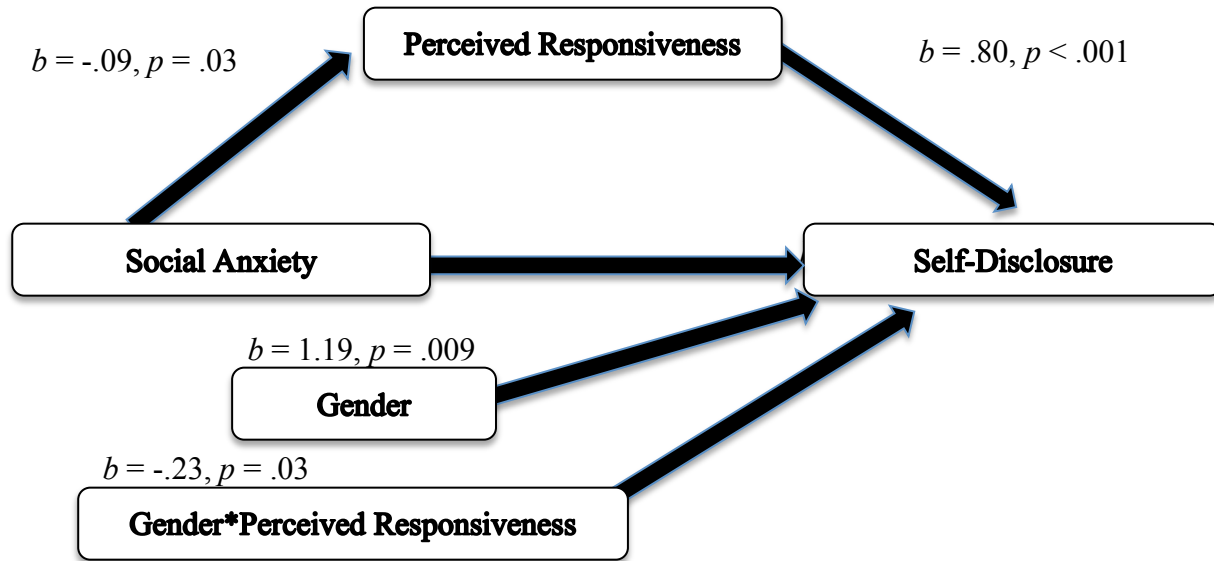 Perceived Responsiveness
b = -.09, p = .03
b = .80, p < .001
Social Anxiety
Self-Disclosure
b = 1.19, p = .009
Gender
b = -.23, p = .03
Gender*Perceived Responsiveness